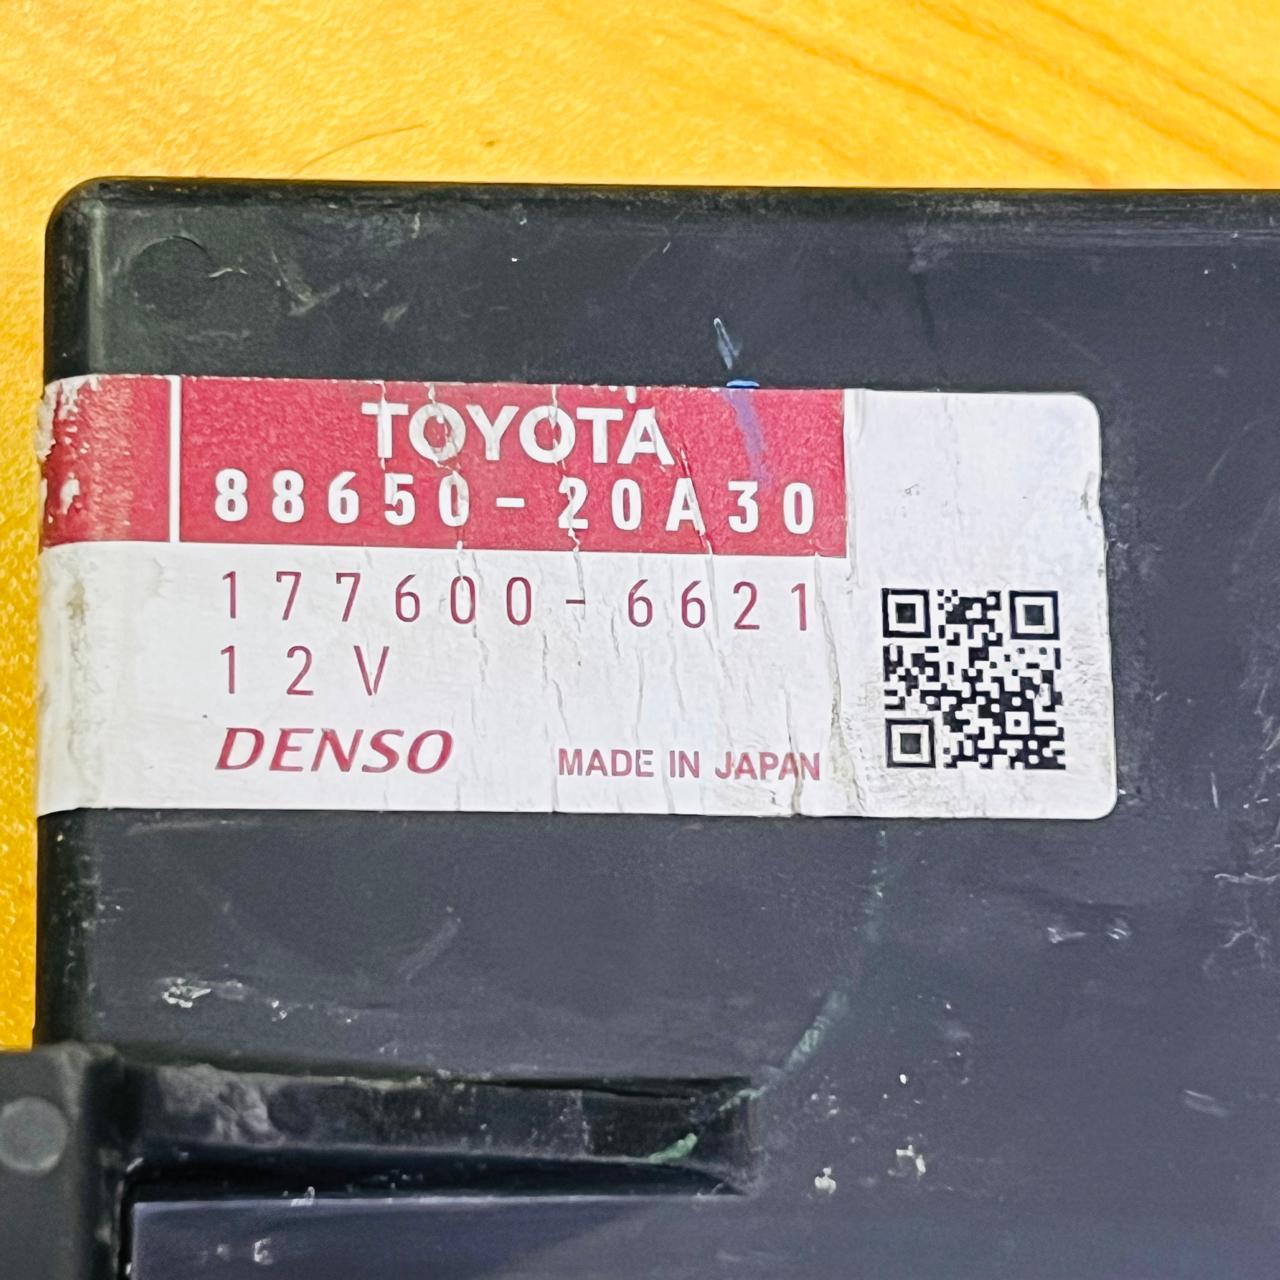 TOYOTA
88650-20A30
177600-6621
12V
DENSO MADE IN JAPAN